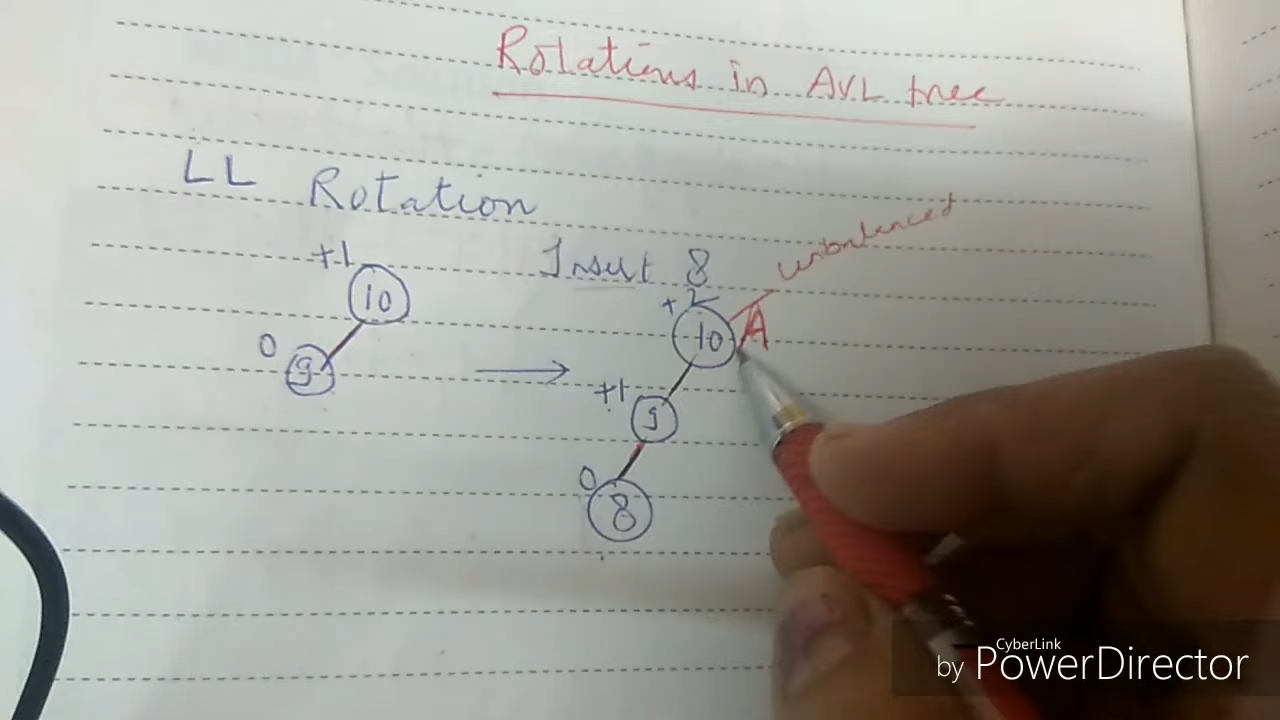 Rotations in AVL tree
LL Rotation
+1
10
0
9
Insert 8
unbalanced
+2
10 A
+1
9
0
8
CyberLink
by PowerDirector